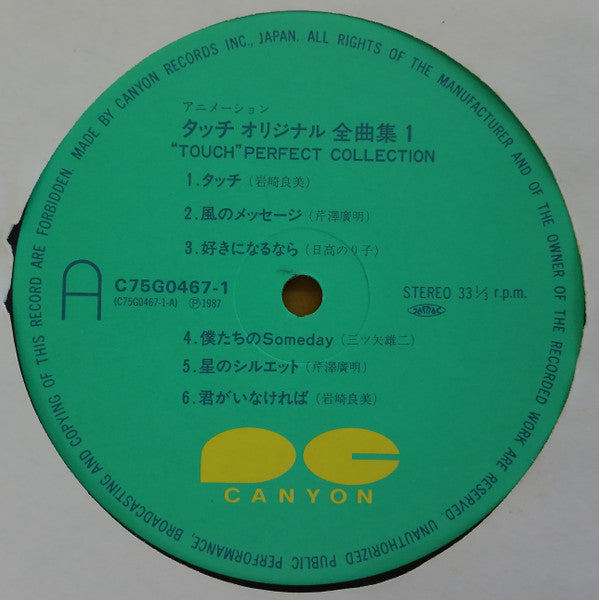 MADE BY CANYON RECORDS INC., JAPAN. ALL RIGHTS OF THE MANUFACTURER AND OF THE OWNER OF THE RECORDED WORK ARE RESERVED. UNAUTHORIZED PUBLIC PERFORMANCE, BROADCASTING AND COPYING OF THIS RECORD ARE FORBIDDEN.
アニメーション
タッチ オリジナル 全曲集 1
“TOUCH” PERFECT COLLECTION
1.タッチ (岩崎良美)
2.風のメッセージ (芹澤廣明)
3.好きになるなら (日高のり子)
A
C75G0467-1
(C75G0467-1-A) Ⓟ1987
STEREO 33⅓ r.p.m.
JASRAC
4.僕たちのSomeday (三ツ矢雄二)
5.星のシルエット (芹澤廣明)
6.君がいなければ (岩崎良美)
CANYON